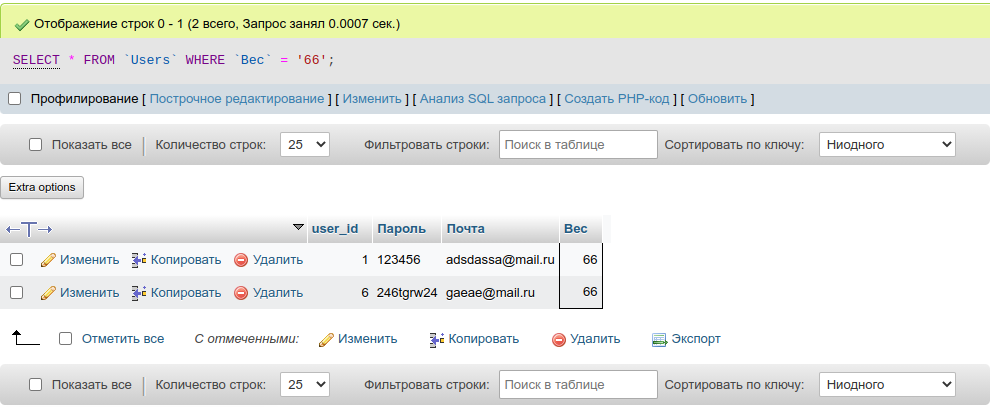 Отображение строк 0 - 1 (2 всего, Запрос занял 0.0007 сек.)
SELECT * FROM `Users` WHERE `Вес` = '66';
Профилирование [ Построчное редактирование ] [ Изменить ] [ Анализ SQL запроса ] [ Создать PHP-код ] [ Обновить ]
Показать все Количество строк: 25 Фильтровать строки: Поиск в таблице Сортировать по ключу: Ниодного
Extra options
user_id Пароль Почта Вес
Изменить Копировать Удалить 1 123456 adsdassa@mail.ru 66
Изменить Копировать Удалить 6 246tgrw24 gaeae@mail.ru 66
Отметить все С отмеченными: Изменить Копировать Удалить Экспорт
Показать все Количество строк: 25 Фильтровать строки: Поиск в таблице Сортировать по ключу: Ниодного